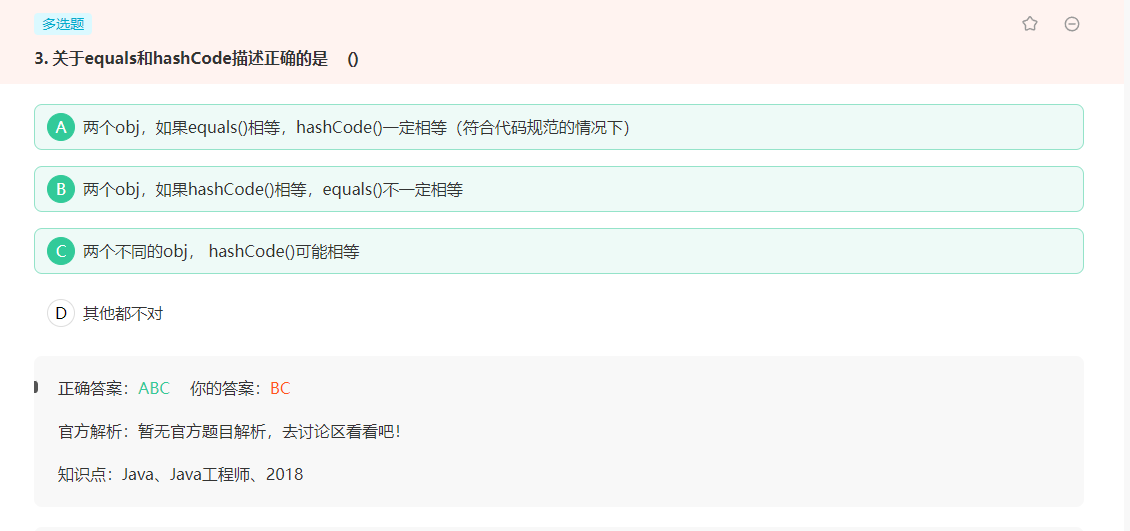 多选题
3. 关于equals和hashCode描述正确的是 ()
A 两个obj，如果equals()相等，hashCode()一定相等（符合代码规范的情况下）
B 两个obj，如果hashCode()相等，equals()不一定相等
C 两个不同的obj， hashCode()可能相等
D 其他都不对
正确答案：ABC 你的答案：BC
官方解析：暂无官方题目解析，去讨论区看看吧！
知识点：Java、Java工程师、2018